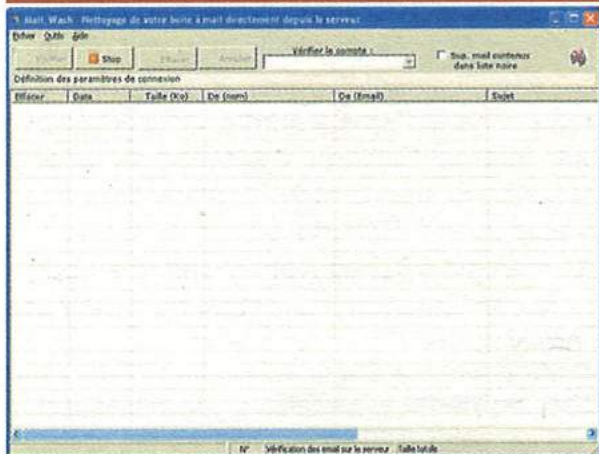 Mail Wash : Nettoyage de votre boite à mail directement depuis le serveur
Fichier Outils Aide
Vérifier Stop Effacer Annuler Vérifier le compte : Sup. mail contenus
dans liste noire
Définition des paramètres de connexion
Effacer Date Taille (Ko) De (nom) De (Email) Sujet
N° Vérification des email sur le serveur Taille totale